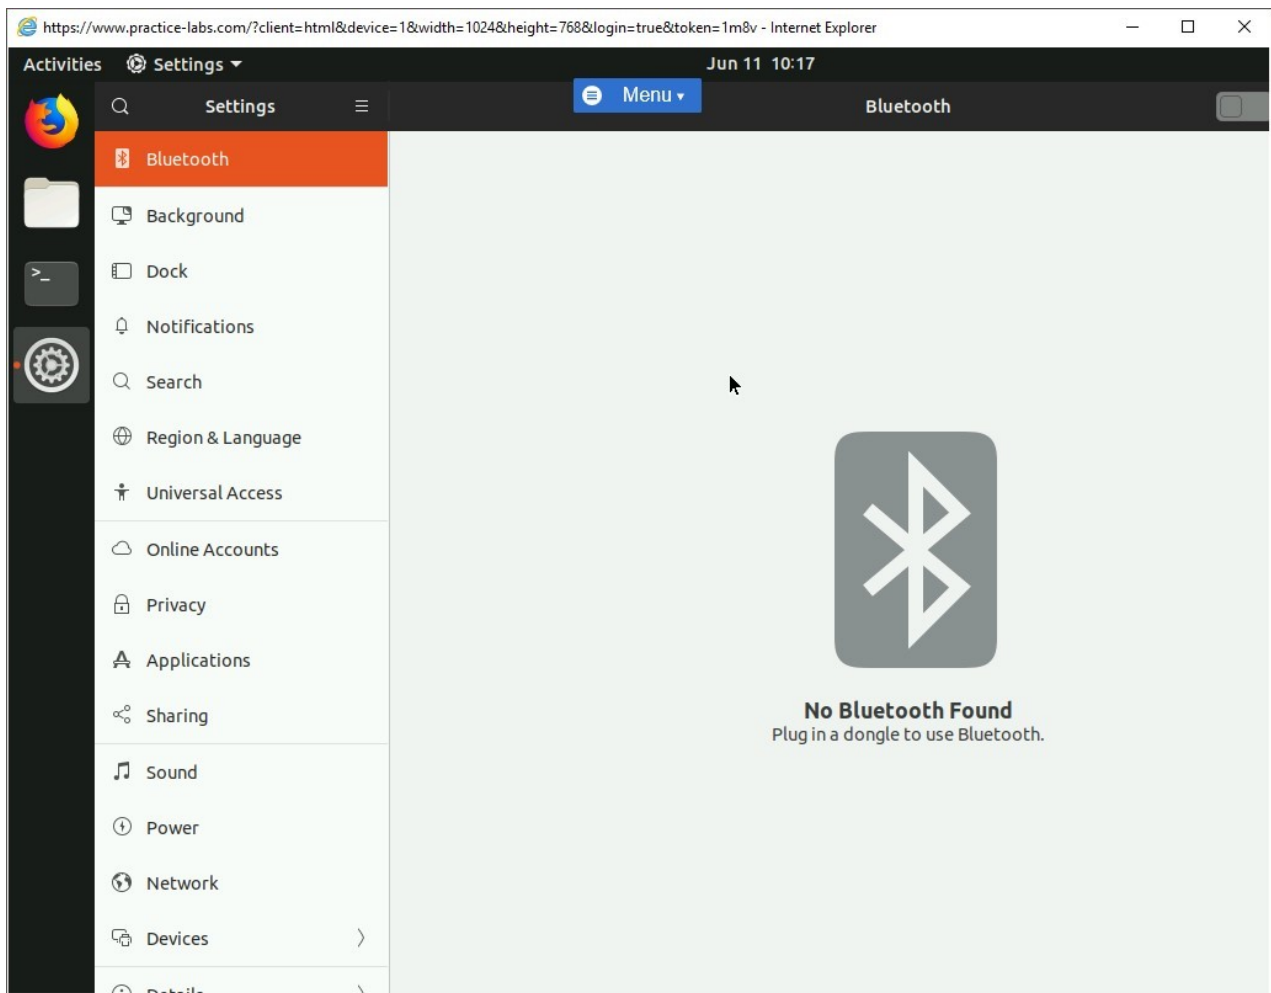 https://www.practice-labs.com/?client=html&device=1&width=1024&height=768&login=true&token=1m8v - Internet Explorer
Activities Settings Jun 11 10:17
Settings Menu Bluetooth
Bluetooth
Background
Dock
Notifications
Search
Region & Language
Universal Access
Online Accounts
Privacy
Applications
Sharing
Sound
Power
Network
Devices
Details
No Bluetooth Found
Plug in a dongle to use Bluetooth.